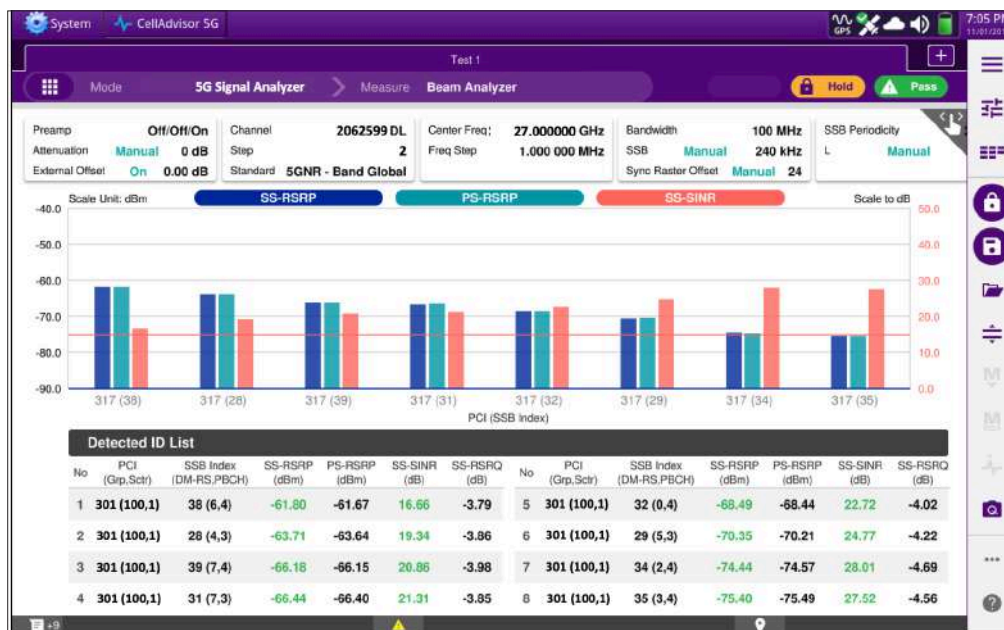 System CellAdvisor 5G GPS 7:05 PM
11/01/201
Test 1 +
Mode 5G Signal Analyzer Measure Beam Analyzer Hold Pass
Preamp Off/Off/On Channel 2062599 DL Center Freq: 27.000000 GHz Bandwidth 100 MHz SSB Periodicity
Attenuation Manual 0 dB Step 2 Freq Step 1.000 000 MHz SSB Manual 240 kHz L Manual
External Offset On 0.00 dB Standard 5GNR - Band Global Sync Raster Offset Manual 24
Scale Unit: dBm SS-RSRP PS-RSRP SS-SINR Scale to dB
-40.0 50.0
-50.0 40.0
-60.0 30.0
-70.0 20.0
-80.0 10.0
-90.0 0.0
317 (38) 317 (28) 317 (39) 317 (31) 317 (32) 317 (29) 317 (34) 317 (35)
PCI (SSB Index)
Detected ID List
No PCI SSB Index SS-RSRP PS-RSRP SS-SINR SS-RSRQ No PCI SSB Index SS-RSRP PS-RSRP SS-SINR SS-RSRQ
(Grp,Sctr) (DM-RS,PBCH) (dBm) (dBm) (dB) (dB) (Grp,Sctr) (DM-RS,PBCH) (dBm) (dBm) (dB) (dB)
1 301 (100,1) 38 (6,4) -61.80 -61.67 16.66 -3.79 5 301 (100,1) 32 (0,4) -68.49 -68.44 22.72 -4.02
2 301 (100,1) 28 (4,3) -63.71 -63.64 19.34 -3.86 6 301 (100,1) 29 (5,3) -70.35 -70.21 24.77 -4.22
3 301 (100,1) 39 (7,4) -66.18 -66.15 20.86 -3.98 7 301 (100,1) 34 (2,4) -74.44 -74.57 28.01 -4.69
4 301 (100,1) 31 (7,3) -66.44 -66.40 21.31 -3.85 8 301 (100,1) 35 (3,4) -75.40 -75.49 27.52 -4.56
+9